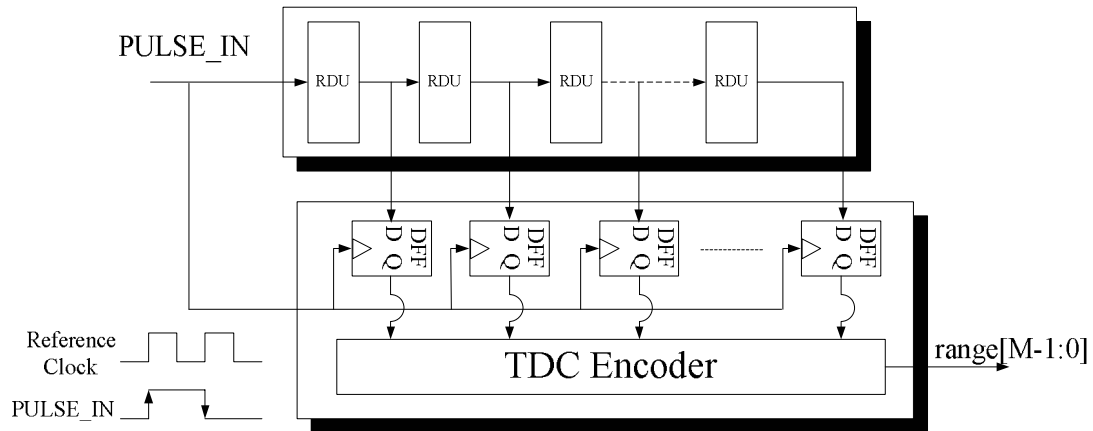 PULSE_IN
RDU RDU RDU RDU
D Q DFF D Q DFF D Q DFF D Q DFF
Reference
Clock
PULSE_IN
TDC Encoder
range[M-1:0]